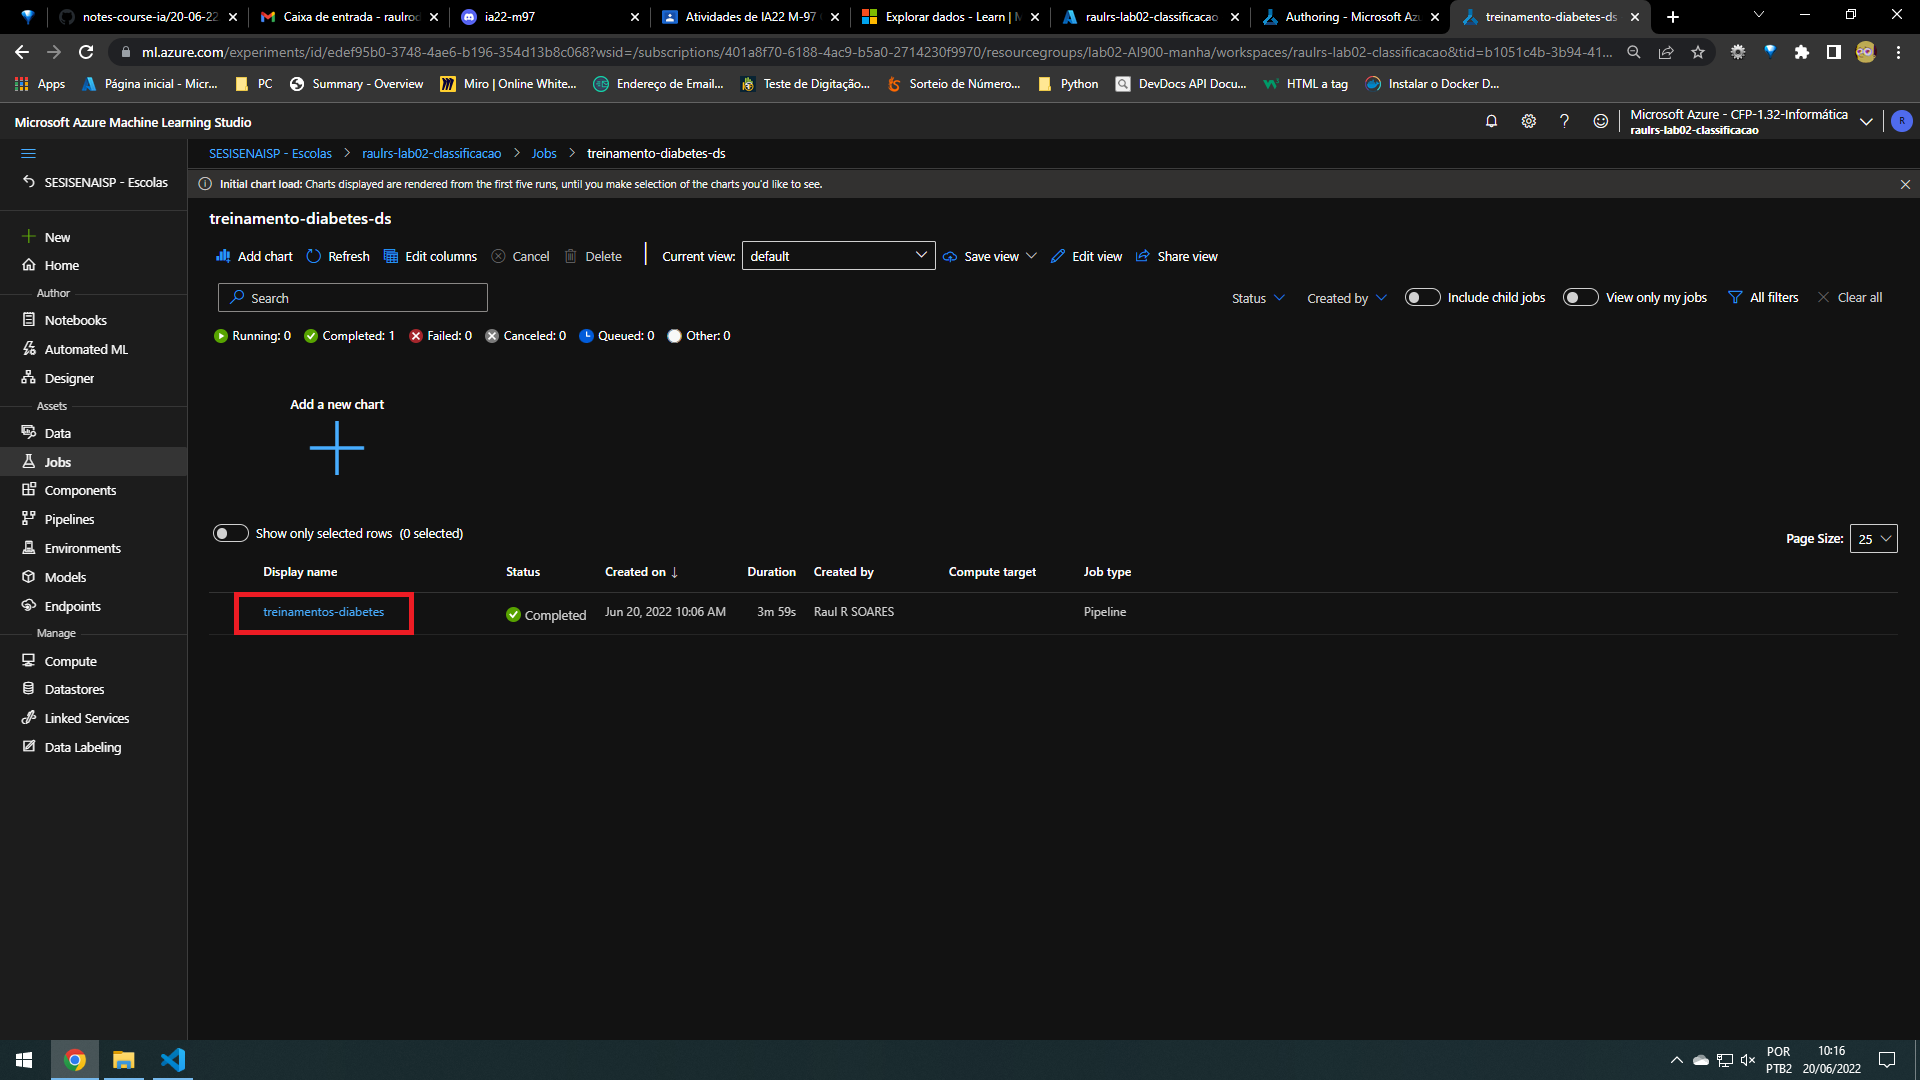 notes-course-ia/20-06-22
Caixa de entrada - raulrod
ia22-m97
Atividades de IA22 M-97
Explorar dados - Learn | M
raulrs-lab02-classificacao
Authoring - Microsoft Az
treinamento-diabetes-ds
ml.azure.com/experiments/id/edef95b0-3748-4ae6-b196-354d13b8c068?wsid=/subscriptions/401a8f70-6188-4ac9-b5a0-2714230f9970/resourcegroups/lab02-AI900-manha/workspaces/raulrs-lab02-classificacao&tid=b1051c4b-3b94-41...
Apps
Página inicial - Micr...
PC
Summary - Overview
Miro | Online White...
Endereço de Email...
Teste de Digitação...
Sorteio de Número...
Python
DevDocs API Docu...
HTML a tag
Instalar o Docker D...
Microsoft Azure Machine Learning Studio
Microsoft Azure - CFP-1.32-Informática
raulrs-lab02-classificacao
R
SESISENAISP - Escolas
New
Home
Author
Notebooks
Automated ML
Designer
Assets
Data
Jobs
Components
Pipelines
Environments
Models
Endpoints
Manage
Compute
Datastores
Linked Services
Data Labeling
SESISENAISP - Escolas > raulrs-lab02-classificacao > Jobs > treinamento-diabetes-ds
Initial chart load: Charts displayed are rendered from the first five runs, until you make selection of the charts you'd like to see.
treinamento-diabetes-ds
Add chart
Refresh
Edit columns
Cancel
Delete
Current view:
default
Save view
Edit view
Share view
Search
Status
Created by
Include child jobs
View only my jobs
All filters
Clear all
Running: 0
Completed: 1
Failed: 0
Canceled: 0
Queued: 0
Other: 0
Add a new chart
Show only selected rows (0 selected)
Page Size:
25
Display name
Status
Created on ↓
Duration
Created by
Compute target
Job type
treinamentos-diabetes
Completed
Jun 20, 2022 10:06 AM
3m 59s
Raul R SOARES
Pipeline
POR
PTB2
10:16
20/06/2022